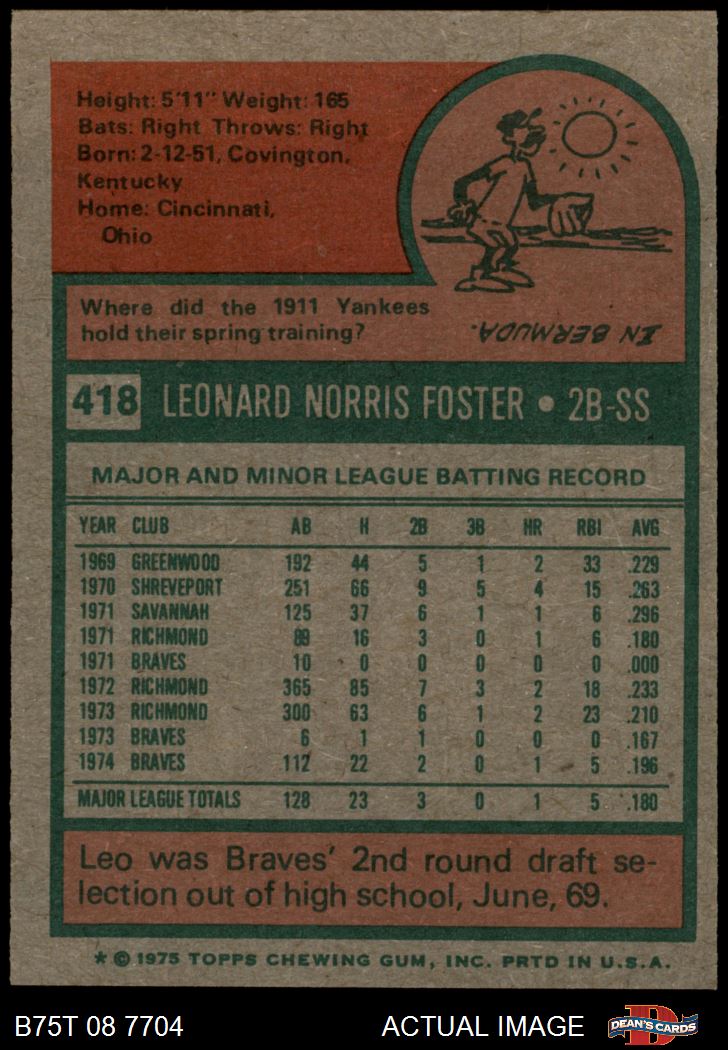 Height: 5'11" Weight: 165
Bats: Right Throws: Right
Born: 2-12-51, Covington,
Kentucky
Home: Cincinnati,
Ohio
Where did the 1911 Yankees
hold their spring training?
IN BERMUDA.
418 LEONARD NORRIS FOSTER • 2B-SS
MAJOR AND MINOR LEAGUE BATTING RECORD
YEAR CLUB AB H 2B 3B HR RBI AVG
1969 GREENWOOD 192 44 5 1 2 33 .229
1970 SHREVEPORT 251 66 9 5 4 15 .263
1971 SAVANNAH 125 37 6 1 1 6 .296
1971 RICHMOND 89 16 3 0 1 6 .180
1971 BRAVES 10 0 0 0 0 0 .000
1972 RICHMOND 365 85 7 3 2 18 .233
1973 RICHMOND 300 63 6 1 2 23 .210
1973 BRAVES 6 1 1 0 0 0 .167
1974 BRAVES 112 22 2 0 1 5 .196
MAJOR LEAGUE TOTALS 128 23 3 0 1 5 .180
Leo was Braves' 2nd round draft se-
lection out of high school, June, 69.
* © 1975 TOPPS CHEWING GUM, INC. PRTD IN U.S.A.
B75T 08 7704 ACTUAL IMAGE D DEAN'S CARDS